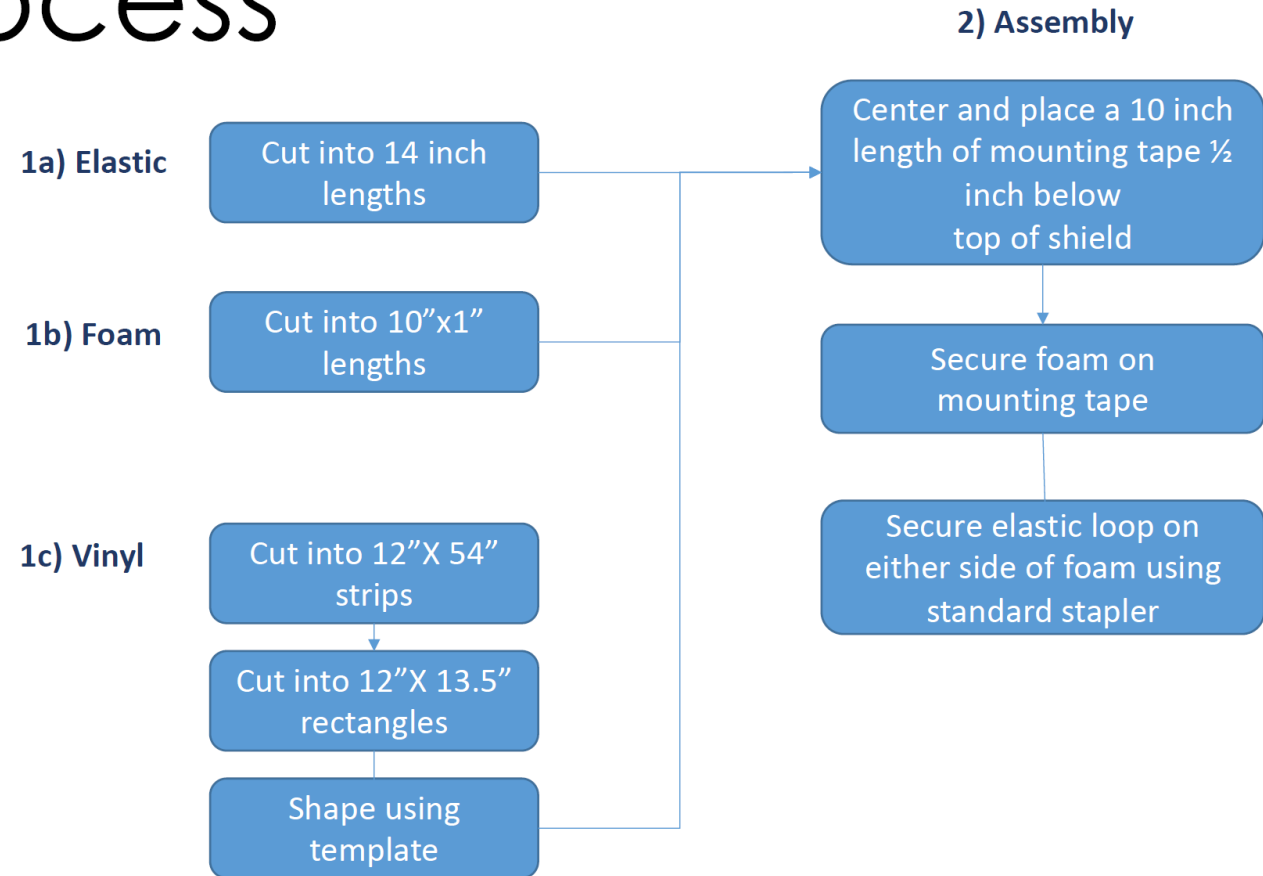 ocess
2) Assembly
1a) Elastic
Cut into 14 inch
lengths
1b) Foam
Cut into 10”x1”
lengths
1c) Vinyl
Cut into 12”X 54”
strips
Cut into 12”X 13.5”
rectangles
Shape using
template
Center and place a 10 inch
length of mounting tape ½
inch below
top of shield
Secure foam on
mounting tape
Secure elastic loop on
either side of foam using
standard stapler